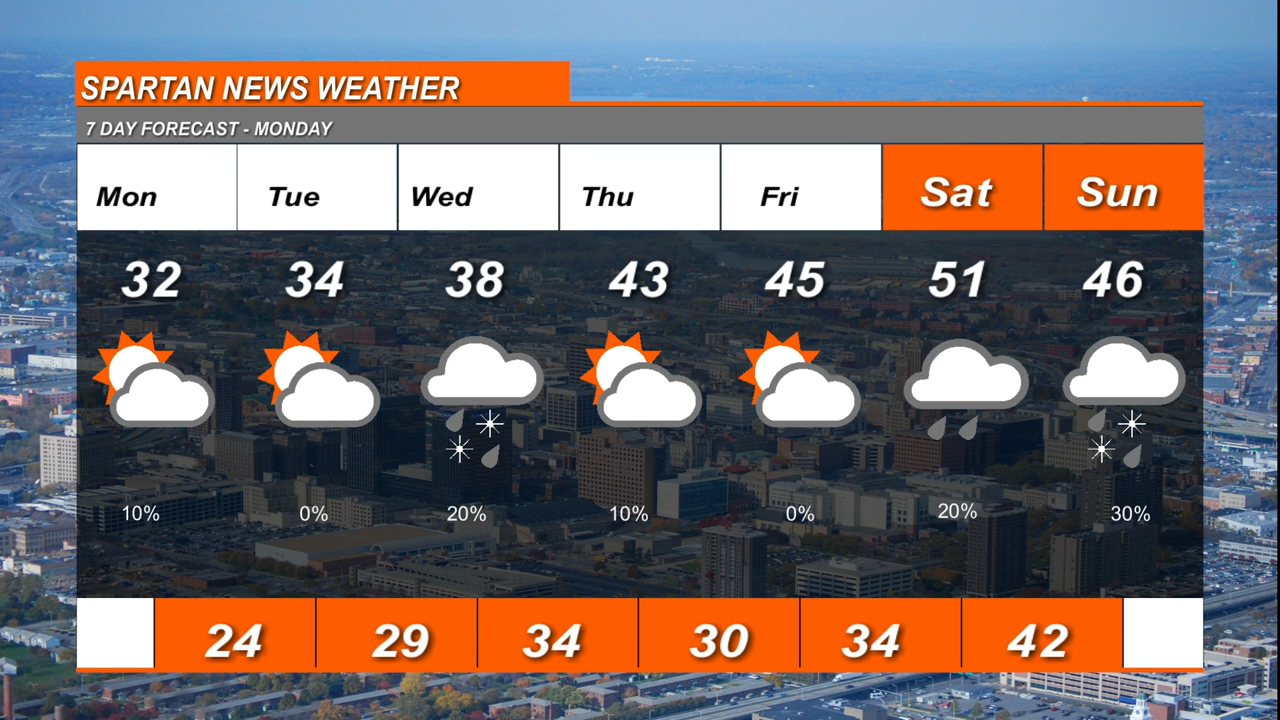 SPARTAN NEWS WEATHER
7 DAY FORECAST - MONDAY
Mon Tue Wed Thu Fri Sat Sun
32 34 38 43 45 51 46
10% 0% 20% 10% 0% 20% 30%
24 29 34 30 34 42